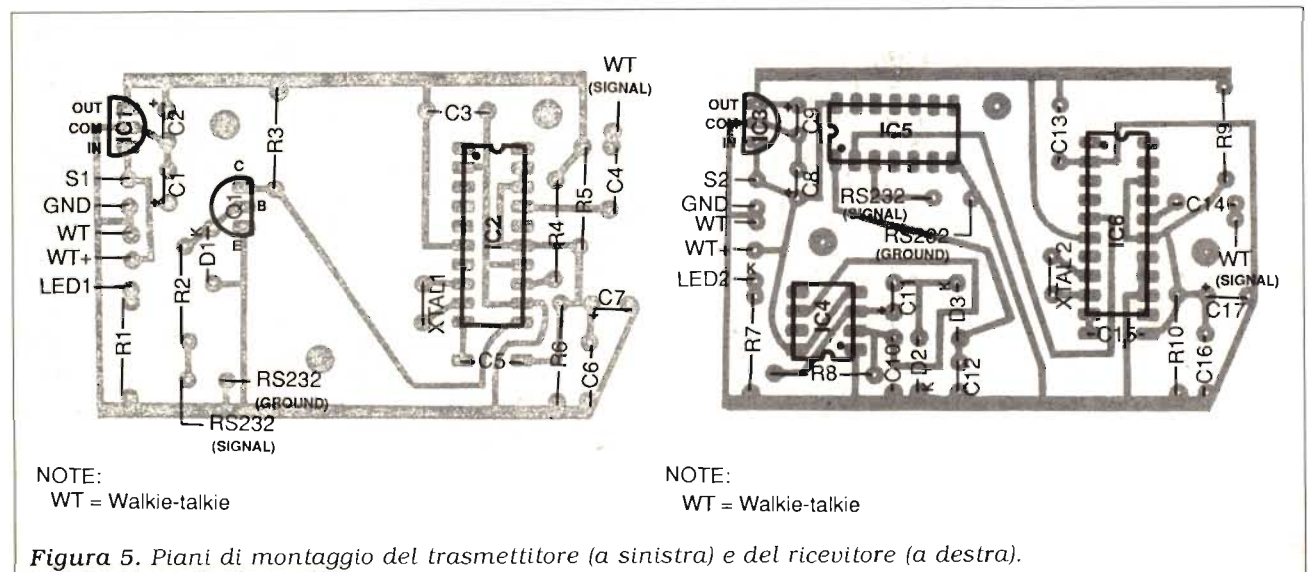 WT
(SIGNAL)
OUT
COM
IN
IC1
+
C2
C1
+
S1
GND
WT
WT+
LED1
R1
R2
D1
K
C
Q1
B
E
R3
C3
IC2
XTAL1
R4
R5
C4
C5
R6
C6
+
C7
RS232
(GROUND)
RS232
(SIGNAL)
NOTE:
WT = Walkie-talkie
OUT
COM
IN
IC3
+
C9
C8
+
S2
GND
WT
WT+
LED2
K
R7
IC5
RS232
(SIGNAL)
RS232
(GROUND)
IC4
R8
C11
+
C10
D2
K
D3
K
C12
C13
IC6
XTAL2
C15
R9
C14
WT
(SIGNAL)
+
C17
R10
C16
NOTE:
WT = Walkie-talkie
Figura 5. Piani di montaggio del trasmettitore (a sinistra) e del ricevitore (a destra).